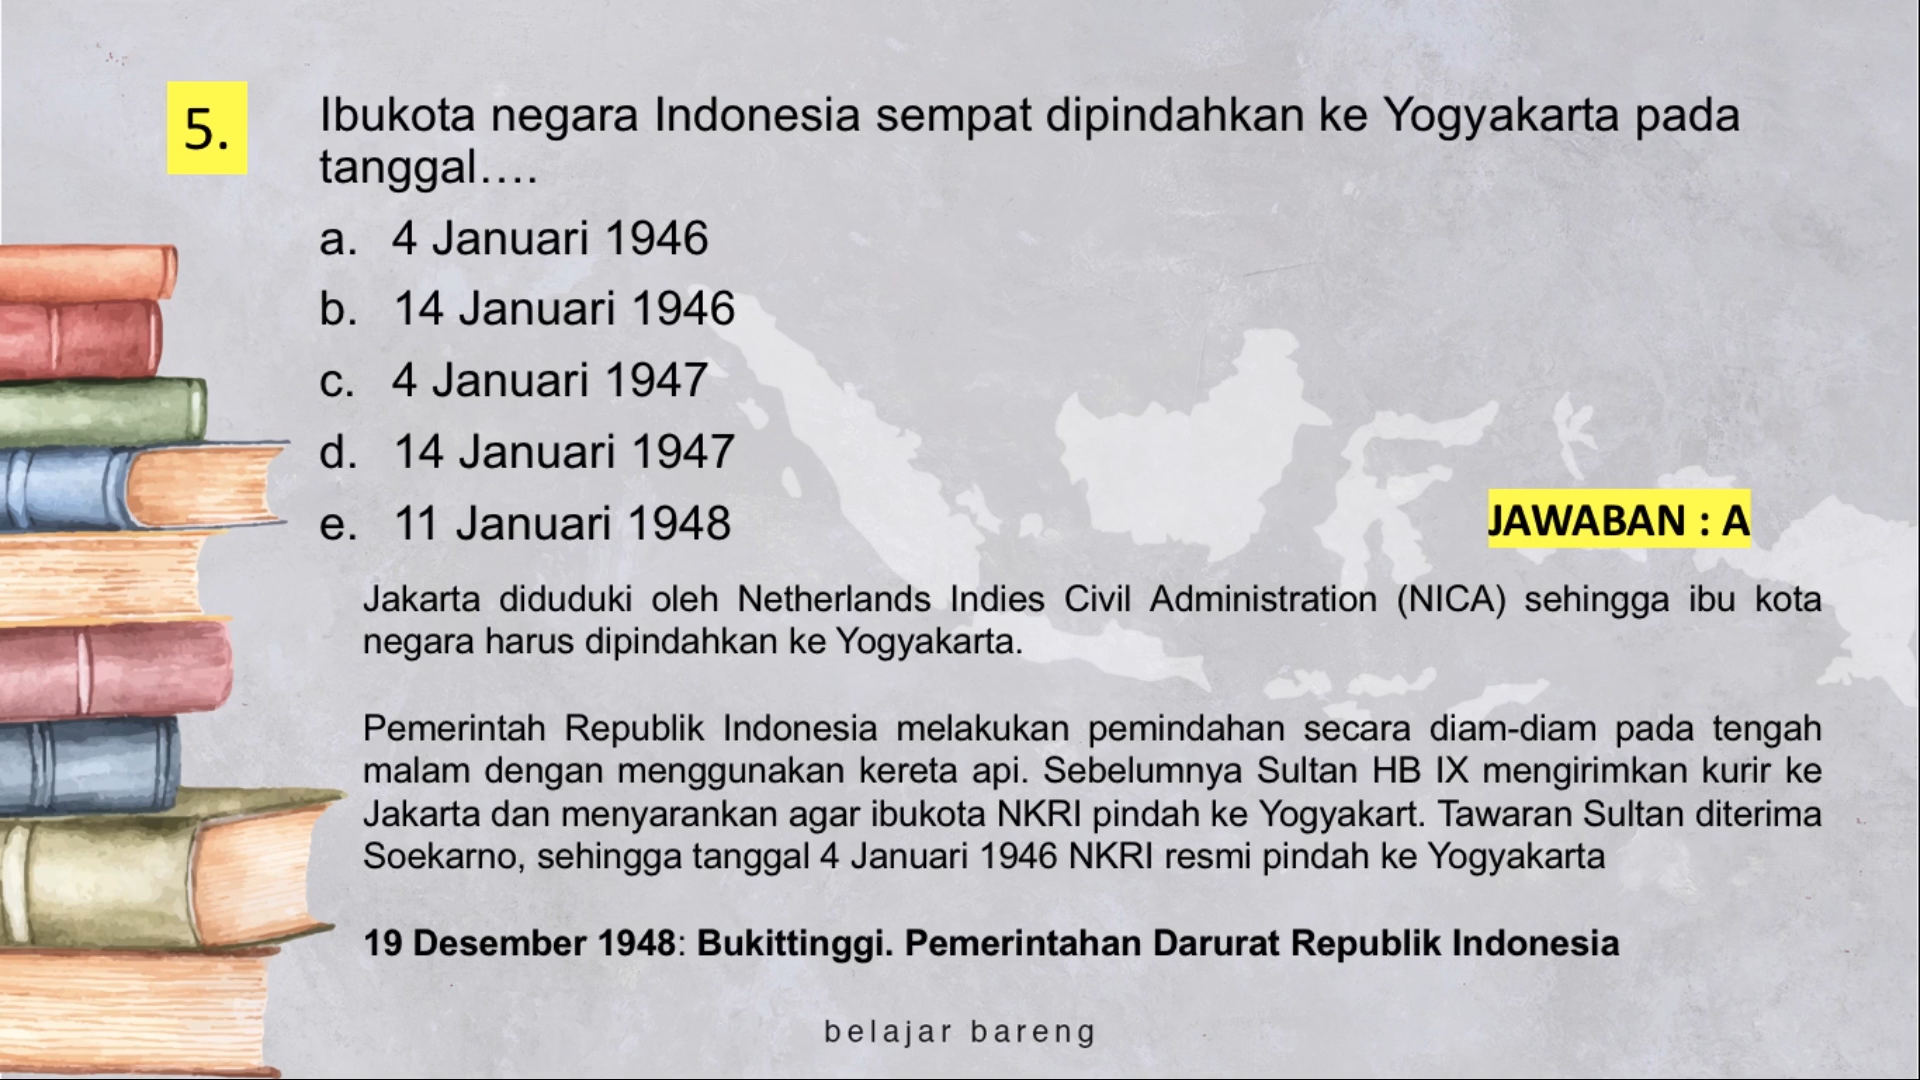 5.
Ibukota negara Indonesia sempat dipindahkan ke Yogyakarta pada
tanggal....
a. 4 Januari 1946
b. 14 Januari 1946
c. 4 Januari 1947
d. 14 Januari 1947
e. 11 Januari 1948
JAWABAN : A
Jakarta diduduki oleh Netherlands Indies Civil Administration (NICA) sehingga ibu kota
negara harus dipindahkan ke Yogyakarta.
Pemerintah Republik Indonesia melakukan pemindahan secara diam-diam pada tengah
malam dengan menggunakan kereta api. Sebelumnya Sultan HB IX mengirimkan kurir ke
Jakarta dan menyarankan agar ibukota NKRI pindah ke Yogyakart. Tawaran Sultan diterima
Soekarno, sehingga tanggal 4 Januari 1946 NKRI resmi pindah ke Yogyakarta
19 Desember 1948: Bukittinggi. Pemerintahan Darurat Republik Indonesia
belajar bareng